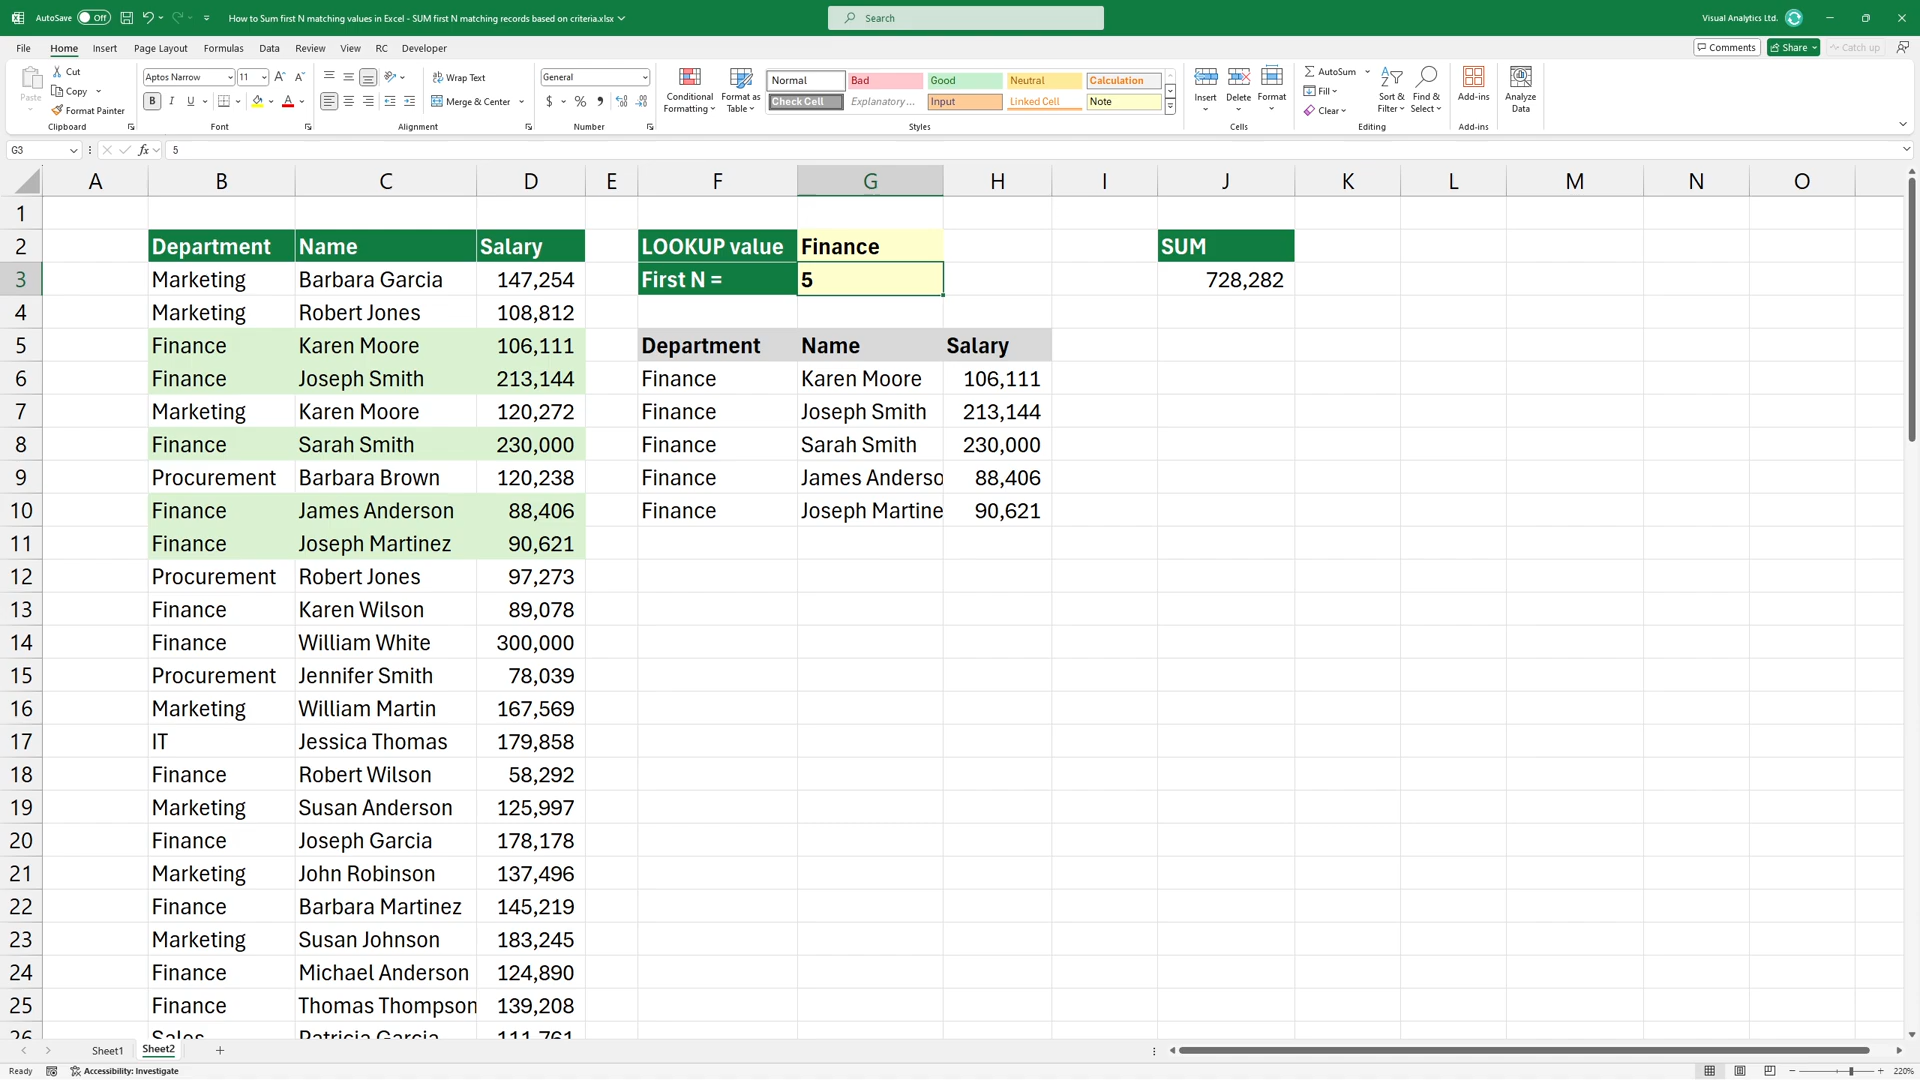 AutoSave Off How to Sum first N matching values in Excel - SUM first N matching records based on criteria.xlsx Search Visual Analytics Ltd.
File Home Insert Page Layout Formulas Data Review View RC Developer Comments Share Catch up
Paste Cut Copy Format Painter Clipboard
Aptos Narrow 11 A A B I U A Font
Wrap Text Merge & Center Alignment
General $ % Number
Conditional Formatting Format as Table
Normal Bad Good Neutral Calculation
Check Cell Explanatory... Input Linked Cell Note
Styles
Insert Delete Format Cells
AutoSum Fill Clear Sort & Filter Find & Select Editing
Add-ins Add-ins
Analyze Data
G3 fx 5
A B C D E F G H I J K L M N O
1
2 Department Name Salary LOOKUP value Finance SUM
3 Marketing Barbara Garcia 147,254 First N = 5 728,282
4 Marketing Robert Jones 108,812
5 Finance Karen Moore 106,111 Department Name Salary
6 Finance Joseph Smith 213,144 Finance Karen Moore 106,111
7 Marketing Karen Moore 120,272 Finance Joseph Smith 213,144
8 Finance Sarah Smith 230,000 Finance Sarah Smith 230,000
9 Procurement Barbara Brown 120,238 Finance James Anderso 88,406
10 Finance James Anderson 88,406 Finance Joseph Martine 90,621
11 Finance Joseph Martinez 90,621
12 Procurement Robert Jones 97,273
13 Finance Karen Wilson 89,078
14 Finance William White 300,000
15 Procurement Jennifer Smith 78,039
16 Marketing William Martin 167,569
17 IT Jessica Thomas 179,858
18 Finance Robert Wilson 58,292
19 Marketing Susan Anderson 125,997
20 Finance Joseph Garcia 178,178
21 Marketing John Robinson 137,496
22 Finance Barbara Martinez 145,219
23 Marketing Susan Johnson 183,245
24 Finance Michael Anderson 124,890
25 Finance Thomas Thompson 139,208
26 Sales Patricia Garcia 111,761
Sheet1 Sheet2
Ready Accessibility: Investigate 220%